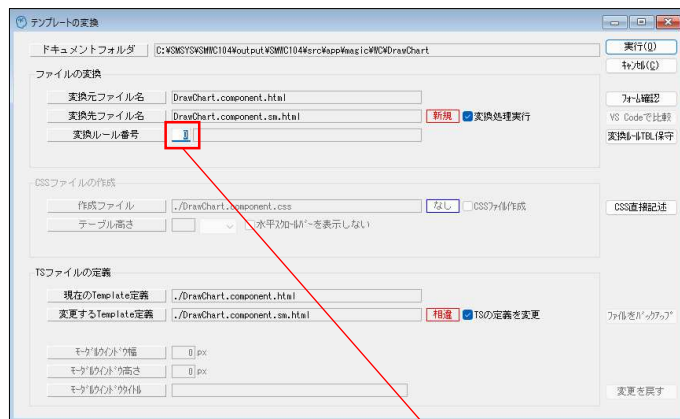 テンプレートの変換
ドキュメントフォルダ C:¥SMSYS¥SMWC104¥output¥SMWC104¥src¥app¥magic¥WC¥DrawChart 実行(O)
ｷｬﾝｾﾙ(C)
ファイルの変換
変換元ファイル名 DrawChart.component.html ﾌｫｰﾑ確認
変換先ファイル名 DrawChart.component.sm.html 新規 変換処理実行 VS Codeで比較
変換ルール番号 変換ﾙｰﾙTBL保守
CSSファイルの作成
作成ファイル ./DrawChart.component.css なし CSSﾌｧｲﾙ作成 CSS直接記述
テーブル高さ 水平ｽｸﾛｰﾙﾊﾞｰを表示しない
TSファイルの定義
現在のTemplate定義 ./DrawChart.component.html
変更するTemplate定義 ./DrawChart.component.sm.html 相違 TSの定義を変更 ﾌｧｲﾙをﾊﾞｯｸｱｯﾌﾟ
ﾓｰﾀﾞﾙｳｲﾝﾄﾞｳ幅 0 px
ﾓｰﾀﾞﾙｳｲﾝﾄﾞｳ高さ 0 px
ﾓｰﾀﾞﾙｳｲﾝﾄﾞｳﾀｲﾄﾙ 変更を戻す